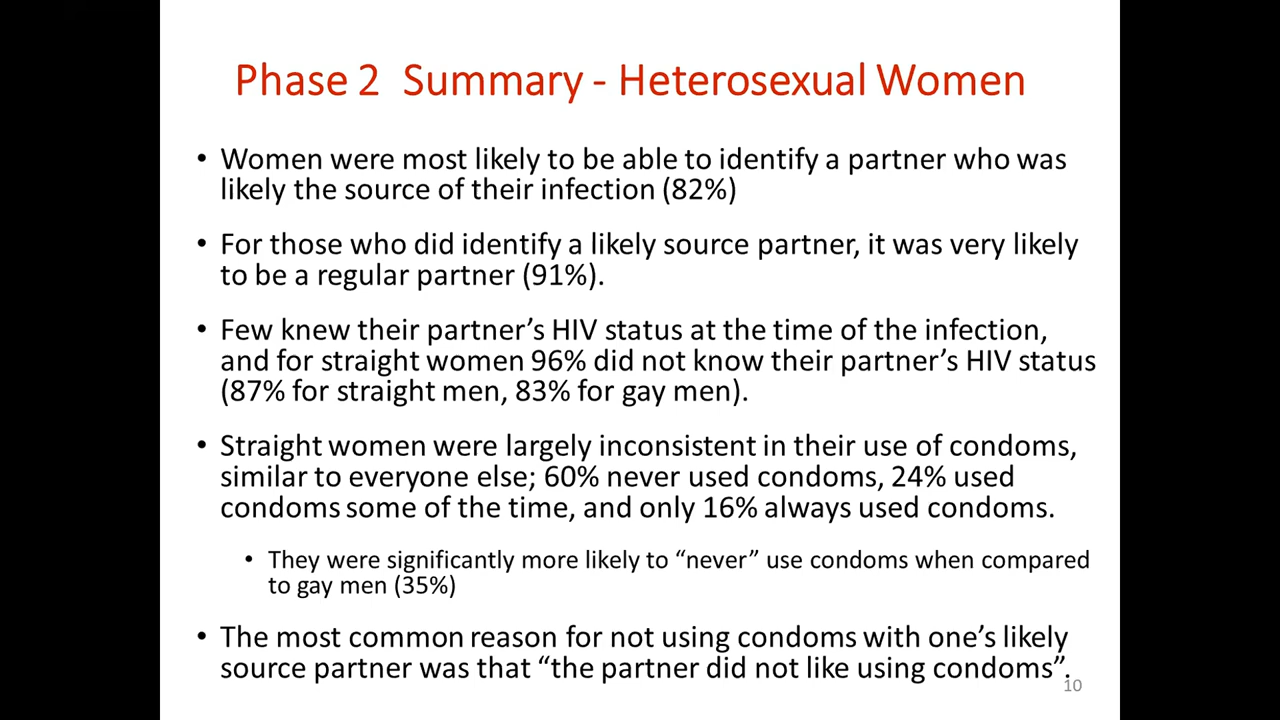 Phase 2  Summary - Heterosexual Women
• Women were most likely to be able to identify a partner who was
likely the source of their infection (82%)
• For those who did identify a likely source partner, it was very likely
to be a regular partner (91%).
• Few knew their partner’s HIV status at the time of the infection,
and for straight women 96% did not know their partner’s HIV status
(87% for straight men, 83% for gay men).
• Straight women were largely inconsistent in their use of condoms,
similar to everyone else; 60% never used condoms, 24% used
condoms some of the time, and only 16% always used condoms.
• They were significantly more likely to “never” use condoms when compared
to gay men (35%)
• The most common reason for not using condoms with one’s likely
source partner was that “the partner did not like using condoms”.
10